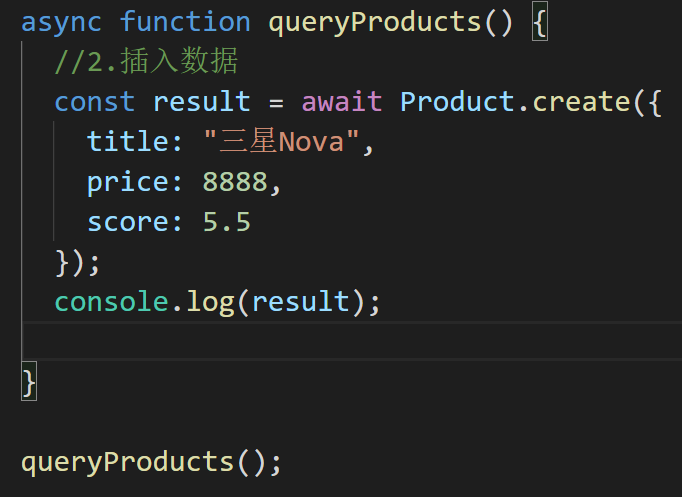 async function queryProducts() {
//2.插入数据
const result = await Product.create({
title: "三星Nova",
price: 8888,
score: 5.5
});
console.log(result);
}
queryProducts();